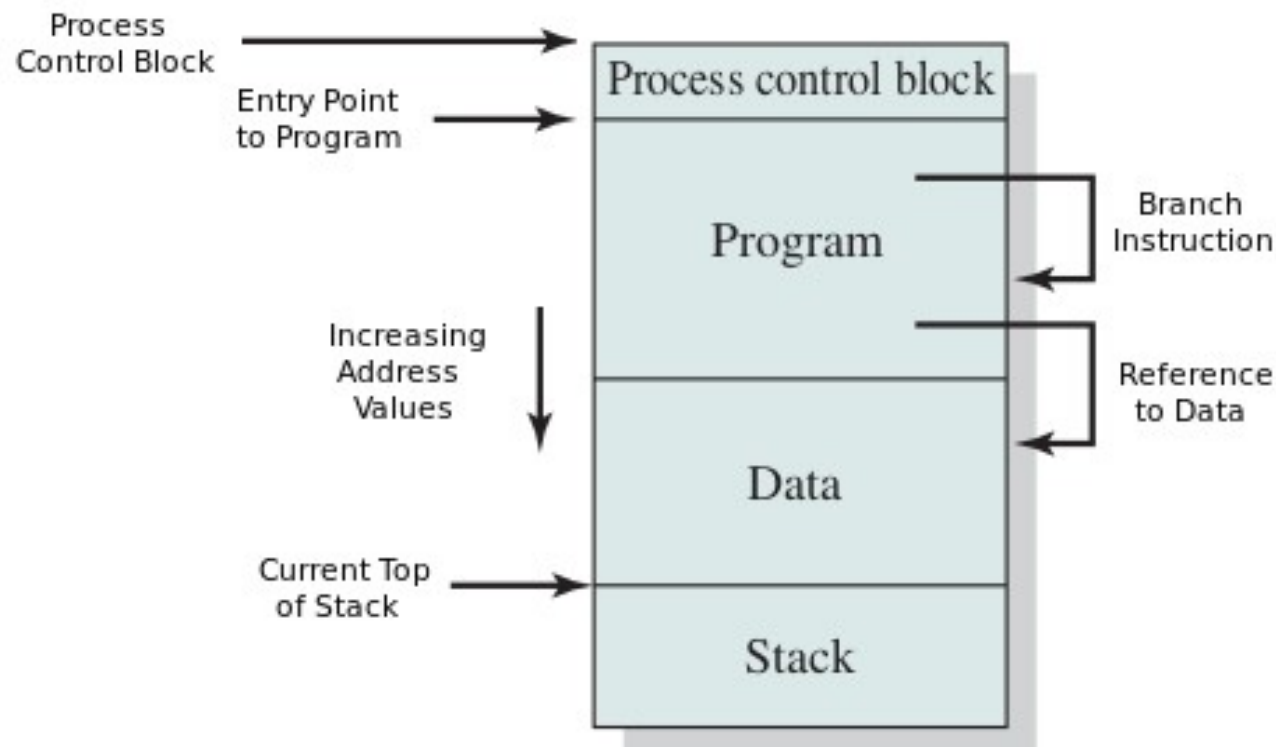 Process
Control Block
Process control block
Entry Point
to Program
Branch
Instruction
Program
Increasing
Address
Values
Reference
to Data
Data
Current Top
of Stack
Stack